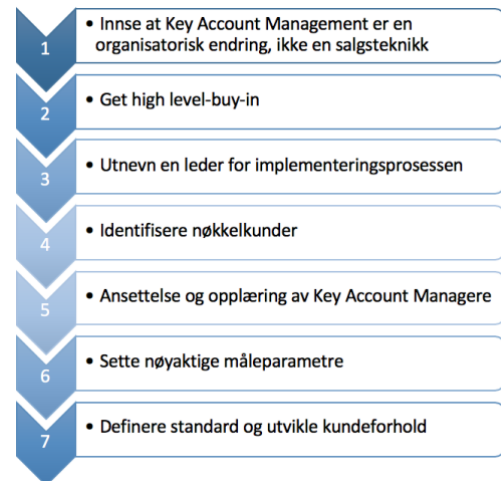 1
• Innse at Key Account Management er en
organisatorisk endring, ikke en salgsteknikk
2
• Get high level-buy-in
3
• Utnevn en leder for implementeringsprosessen
4
• Identifisere nøkkelkunder
5
• Ansettelse og opplæring av Key Account Managere
6
• Sette nøyaktige måleparametre
7
• Definere standard og utvikle kundeforhold